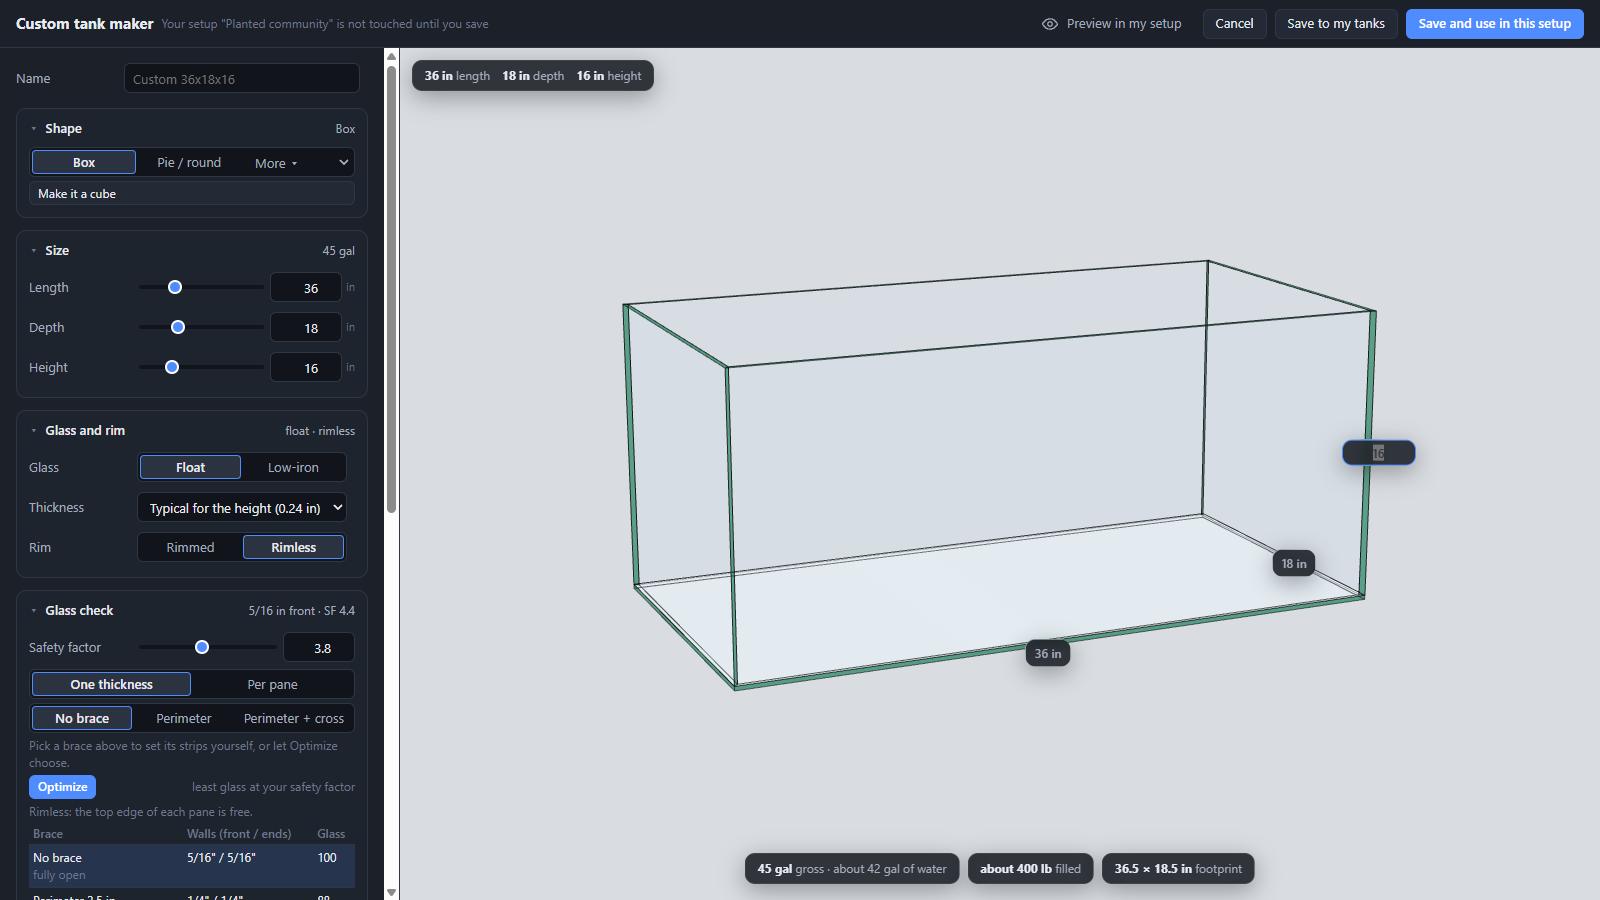 Custom tank maker Your setup "Planted community" is not touched until you save
Preview in my setup Cancel Save to my tanks Save and use in this setup
Name Custom 36x18x16
Shape Box
Box Pie / round More
Make it a cube
Size 45 gal
Length 36 in
Depth 18 in
Height 16 in
Glass and rim float · rimless
Glass Float Low-iron
Thickness Typical for the height (0.24 in)
Rim Rimmed Rimless
Glass check 5/16 in front · SF 4.4
Safety factor 3.8
One thickness Per pane
No brace Perimeter Perimeter + cross
Pick a brace above to set its strips yourself, or let Optimize
choose.
Optimize least glass at your safety factor
Rimless: the top edge of each pane is free.
Brace Walls (front / ends) Glass
No brace 5/16" / 5/16" 100
fully open
36 in length 18 in depth 16 in height
16
18 in
36 in
45 gal gross · about 42 gal of water
about 400 lb filled
36.5 × 18.5 in footprint